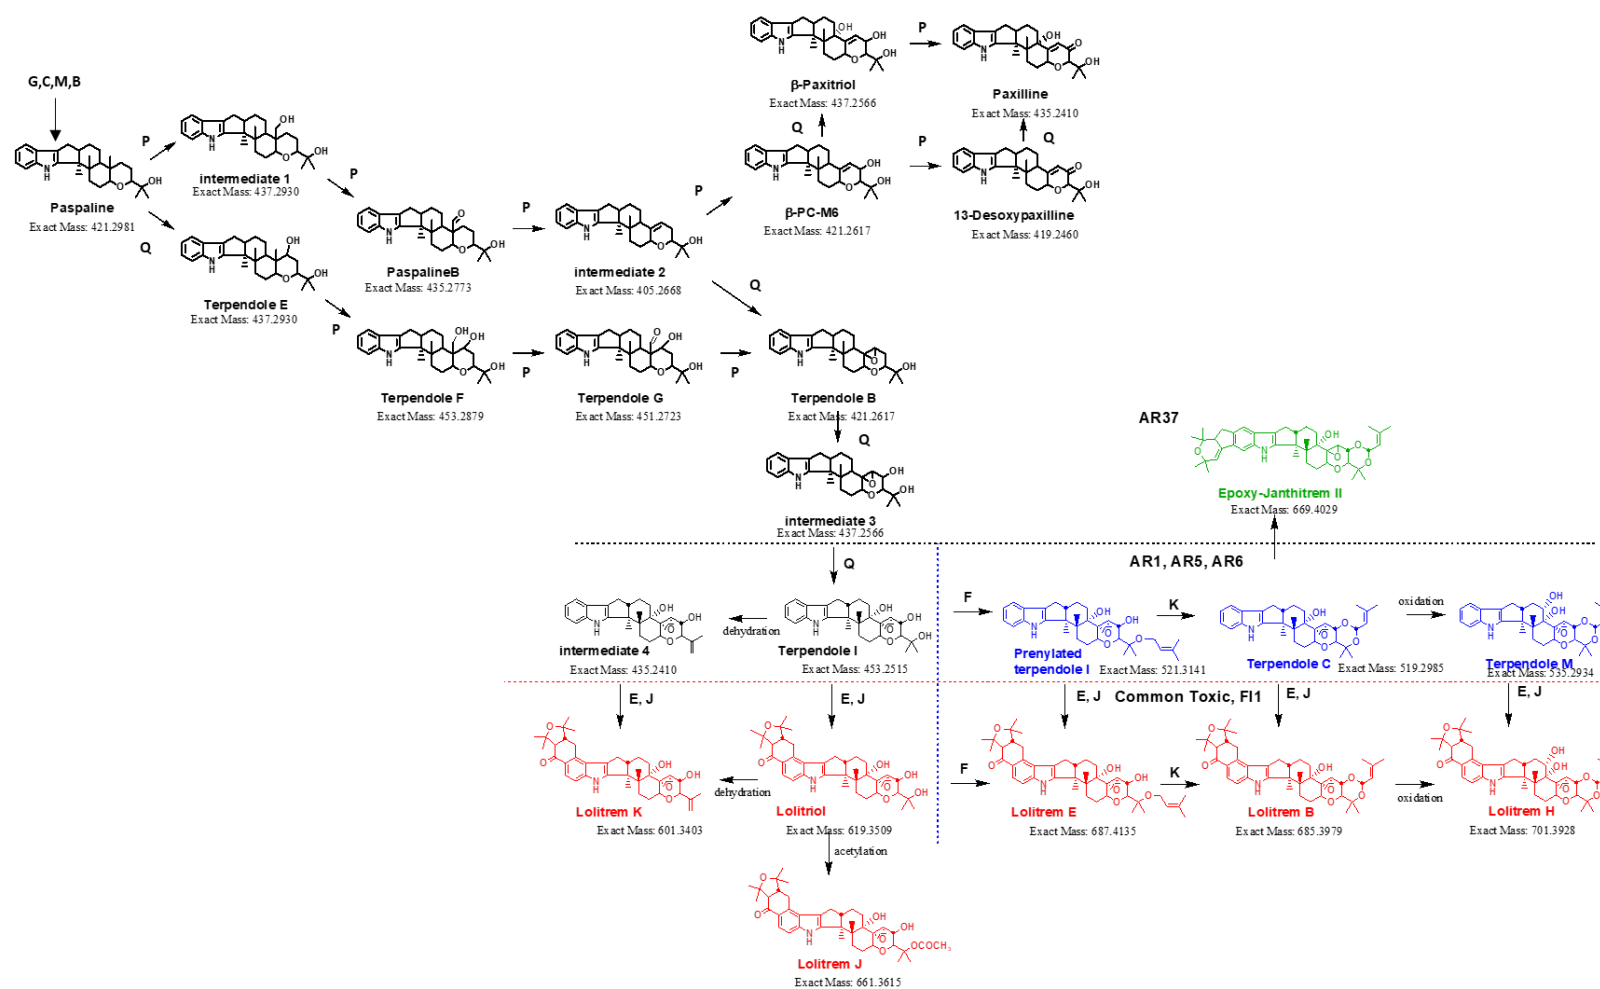 G,C,M,B
Paspaline
Exact Mass: 421.2981
P
Q
OH
intermediate 1
Exact Mass: 437.2930
P
Terpendole E
Exact Mass: 437.2930
P
PaspalineB
Exact Mass: 435.2773
P
Terpendole F
Exact Mass: 453.2879
P
intermediate 2
Exact Mass: 405.2668
P
Q
Terpendole G
Exact Mass: 451.2723
P
β-Paxitriol
Exact Mass: 437.2566
P
Paxilline
Exact Mass: 435.2410
Q
Q
β-PC-M6
Exact Mass: 421.2617
P
13-Desoxypaxilline
Exact Mass: 419.2460
Terpendole B
Exact Mass: 421.2617
Q
intermediate 3
Exact Mass: 437.2566
Q
AR37
Epoxy-Janthitrem II
Exact Mass: 669.4029
AR1, AR5, AR6
intermediate 4
Exact Mass: 435.2410
dehydration
Terpendole I
Exact Mass: 453.2515
F
Prenylated
terpendole I
Exact Mass: 521.3141
K
Terpendole C
Exact Mass: 519.2985
oxidation
Terpendole M
Exact Mass: 535.2934
E, J
E, J
E, J
Common Toxic, Fl1
E, J
E, J
Lolitrem K
Exact Mass: 601.3403
dehydration
Lolitriol
Exact Mass: 619.3509
F
Lolitrem E
Exact Mass: 687.4135
K
Lolitrem B
Exact Mass: 685.3979
oxidation
Lolitrem H
Exact Mass: 701.3928
acetylation
OCOCH3
Lolitrem J
Exact Mass: 661.3615